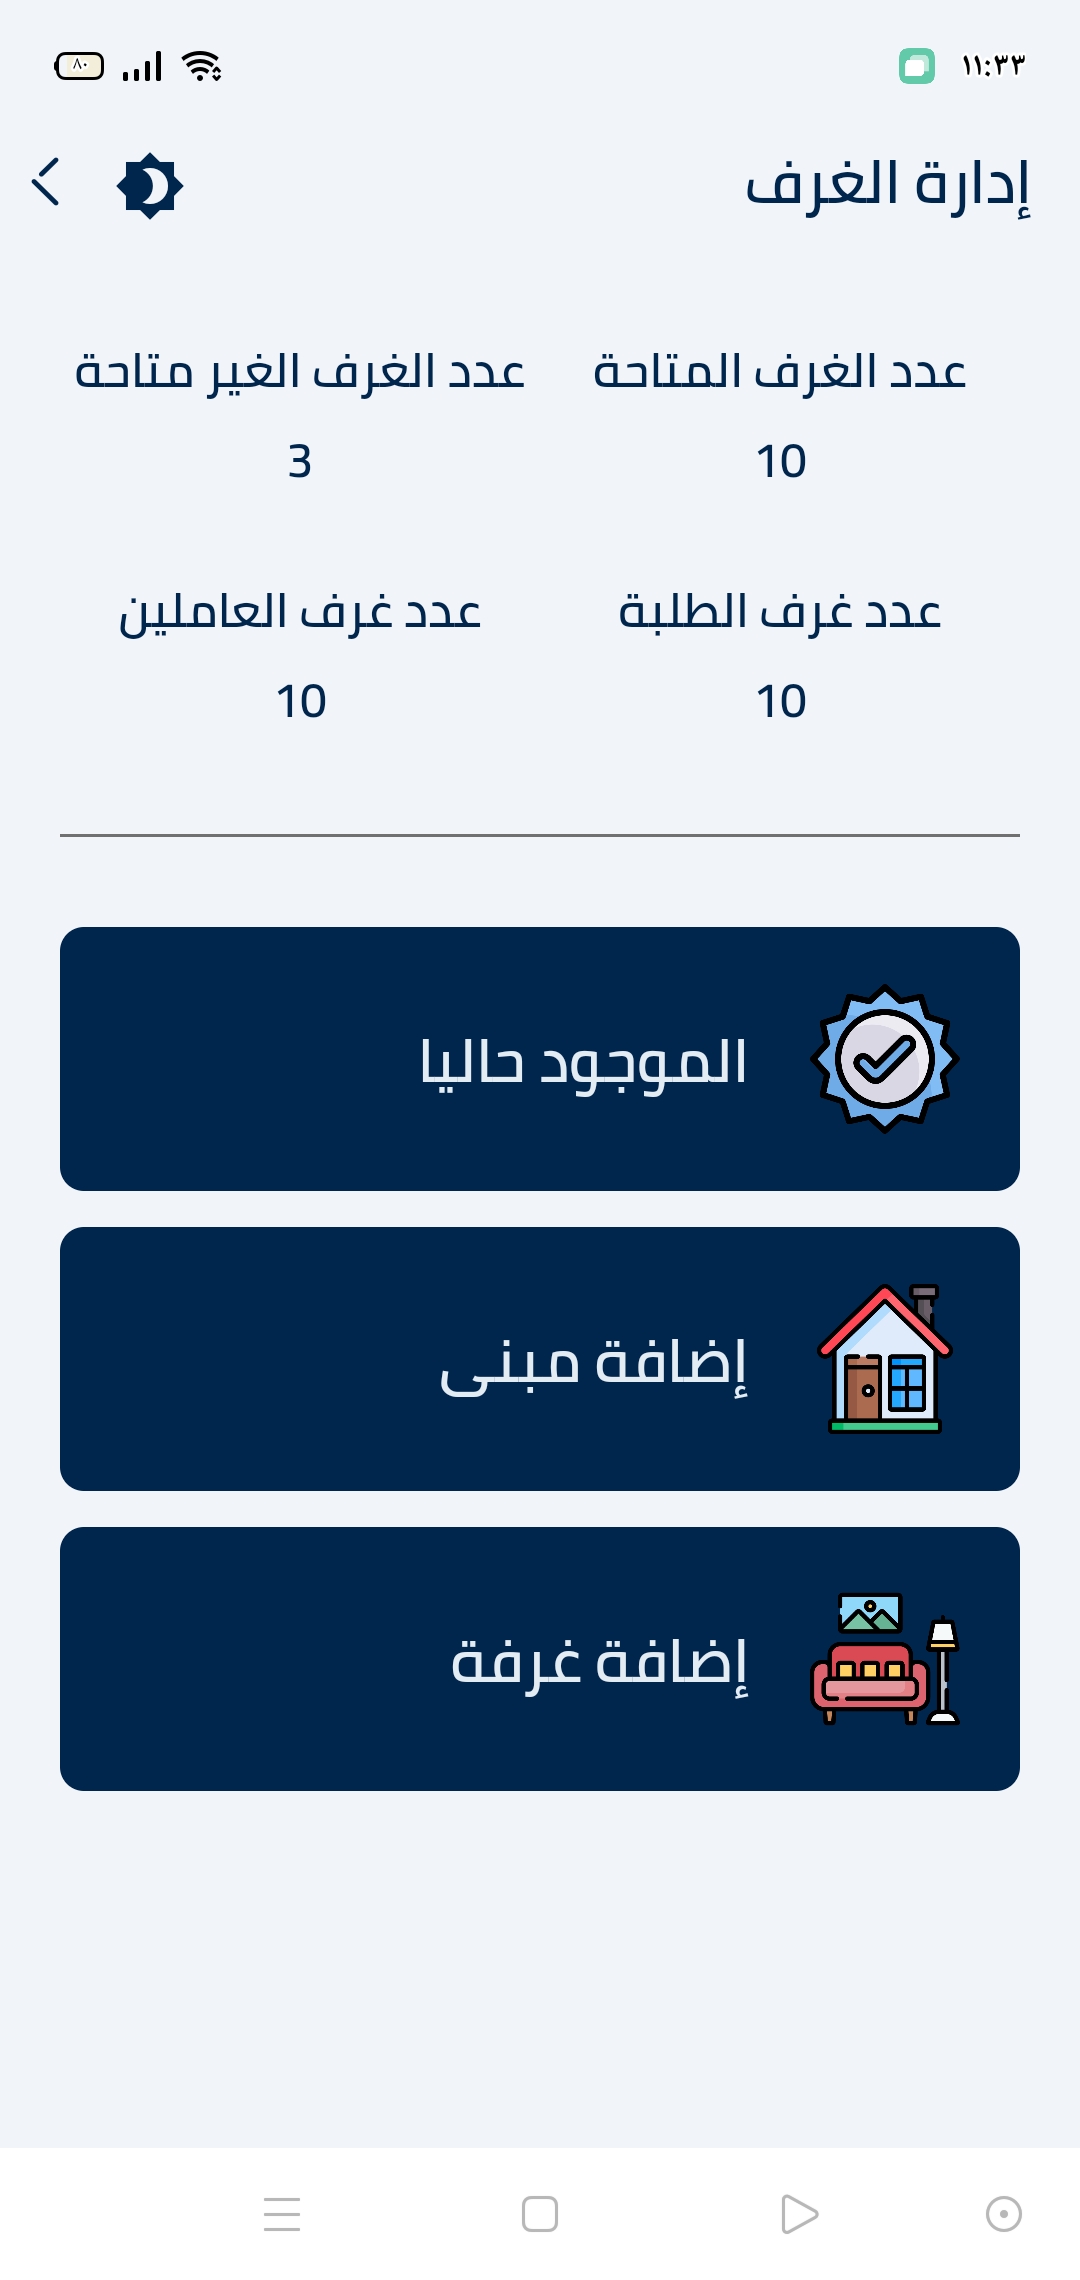 ١١:٣٣
٨٠
إدارة الغرف
عدد الغرف المتاحة
عدد الغرف الغير متاحة
10
3
عدد غرف الطلبة
عدد غرف العاملين
10
10
الموجود حاليا
إضافة مبنى
إضافة غرفة